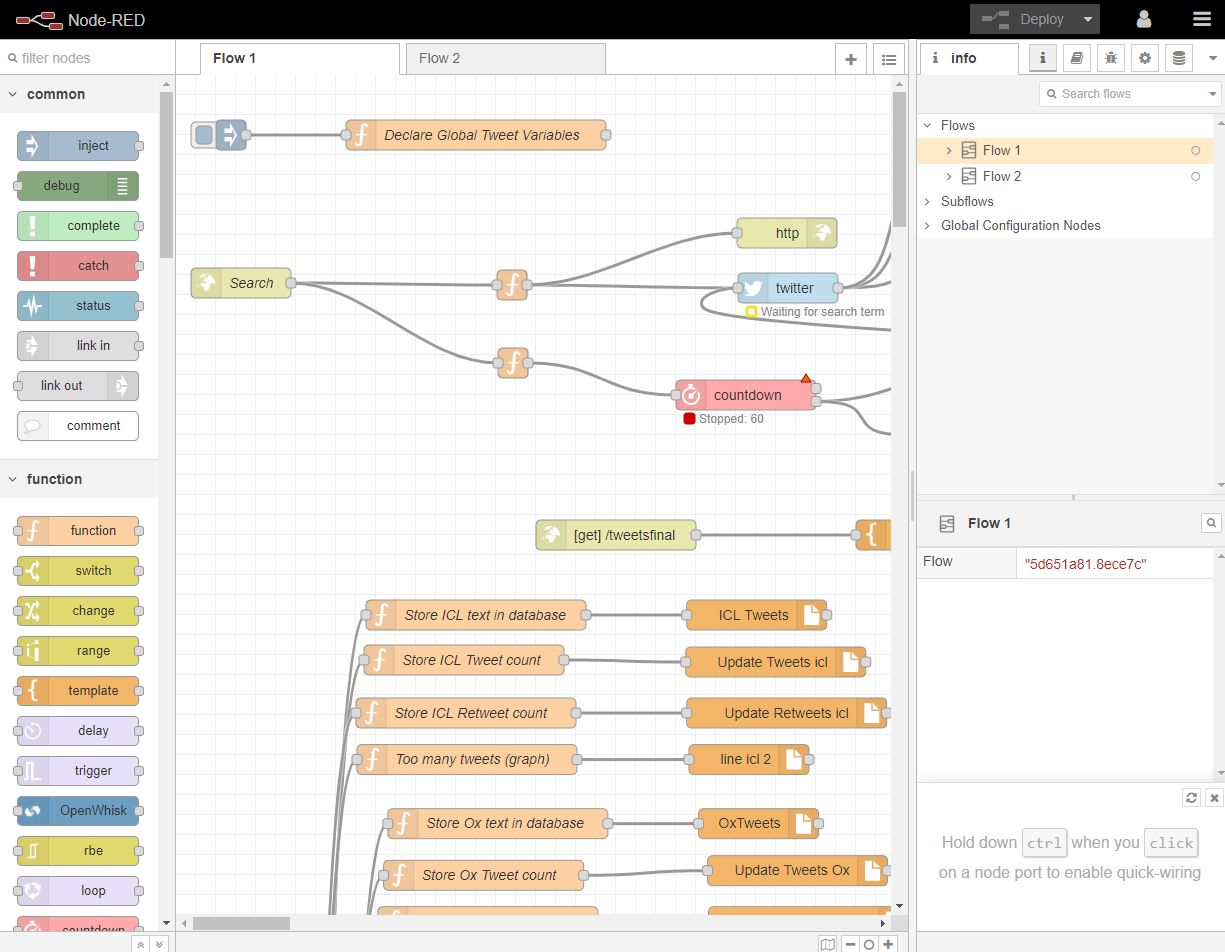 Node-RED
Deploy
filter nodes
Flow 1
Flow 2
info
common
inject
debug
complete
catch
status
link in
link out
comment
function
function
switch
change
range
template
delay
trigger
OpenWhisk
rbe
loop
countdown
Declare Global Tweet Variables
http
Search
twitter
Waiting for search term
countdown
Stopped: 60
[get] /tweetsfinal
Store ICL text in database
ICL Tweets
Store ICL Tweet count
Update Tweets icl
Store ICL Retweet count
Update Retweets icl
Too many tweets (graph)
line icl 2
Store Ox text in database
OxTweets
Store Ox Tweet count
Update Tweets Ox
Search flows
Flows
Flow 1
Flow 2
Subflows
Global Configuration Nodes
Flow 1
Flow "5d651a81.8ece7c"
Hold down ctrl when you click
on a node port to enable quick-wiring